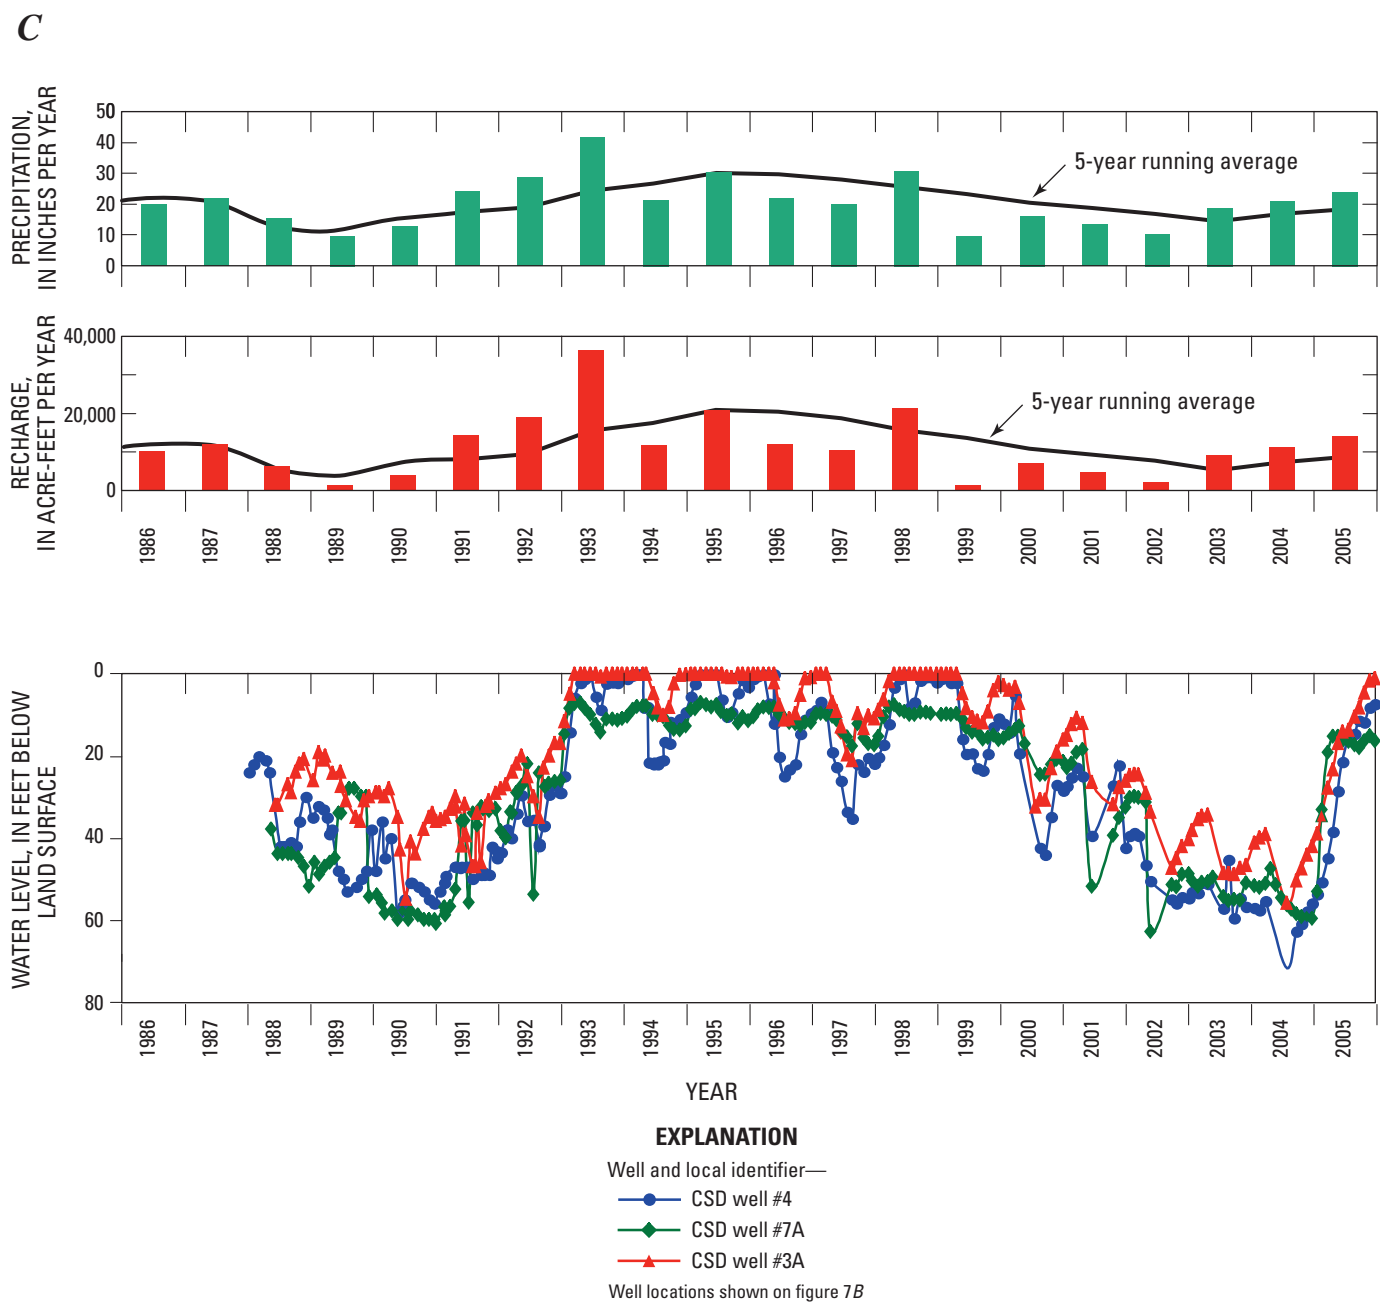 C
PRECIPITATION,
IN INCHES PER YEAR
50
40
30
20
10
0
5-year running average
RECHARGE,
IN ACRE-FEET PER YEAR
40,000
20,000
0
5-year running average
1986 1987 1988 1989 1990 1991 1992 1993 1994 1995 1996 1997 1998 1999 2000 2001 2002 2003 2004 2005
WATER LEVEL, IN FEET BELOW
LAND SURFACE
0
20
40
60
80
1986 1987 1988 1989 1990 1991 1992 1993 1994 1995 1996 1997 1998 1999 2000 2001 2002 2003 2004 2005
YEAR
EXPLANATION
Well and local identifier—
CSD well #4
CSD well #7A
CSD well #3A
Well locations shown on figure 7B